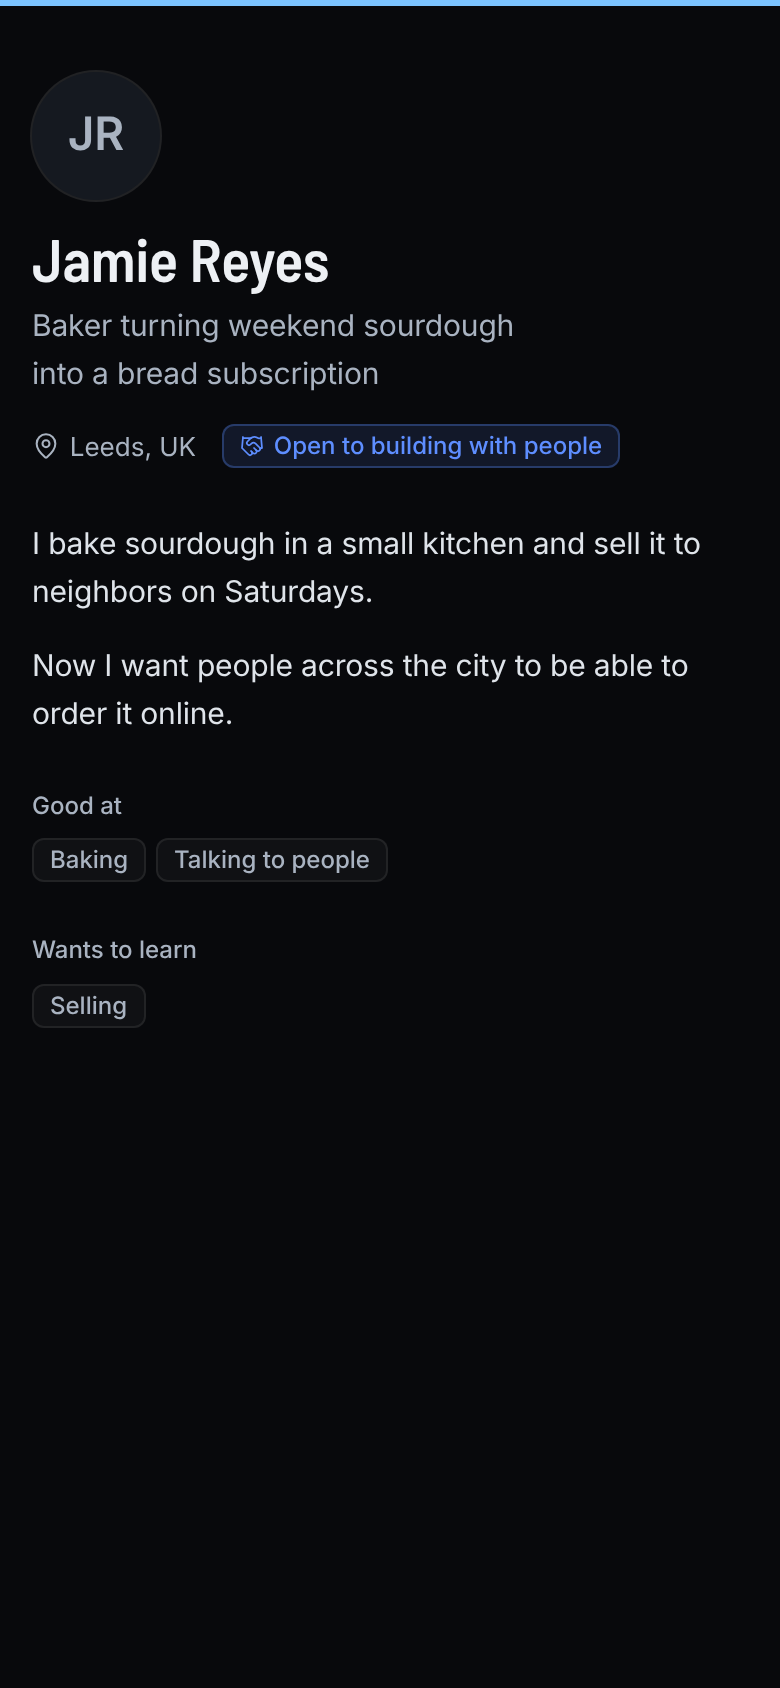 JR
Jamie Reyes
Baker turning weekend sourdough
into a bread subscription
Leeds, UK
Open to building with people
I bake sourdough in a small kitchen and sell it to
neighbors on Saturdays.
Now I want people across the city to be able to
order it online.
Good at
Baking
Talking to people
Wants to learn
Selling